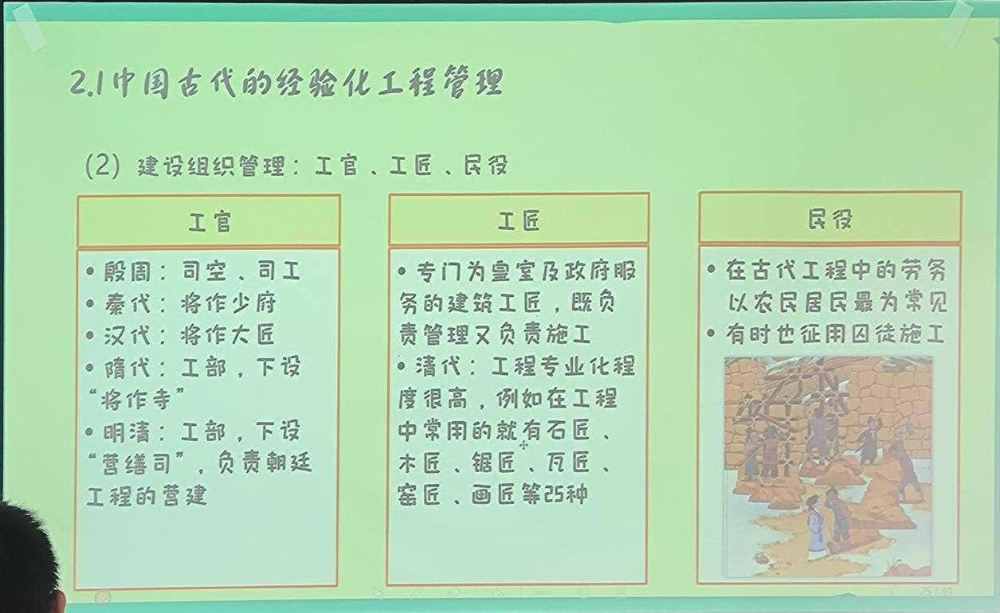 2.1中国古代的经验化工程管理
(2) 建设组织管理：工官、工匠、民役
工官
• 殷周：司空、司工
• 秦代：将作少府
• 汉代：将作大匠
• 隋代：工部，下设
“将作寺”
• 明清：工部，下设
“营缮司”，负责朝廷
工程的营建
工匠
• 专门为皇室及政府服
务的建筑工匠，既负
责管理又负责施工
• 清代：工程专业化程
度很高，例如在工程
中常用的就有石匠、
木匠、锯匠、瓦匠、
窑匠、画匠等25种
民役
• 在古代工程中的劳务
以农民居民最为常见
• 有时也征用囚徒施工
25/49